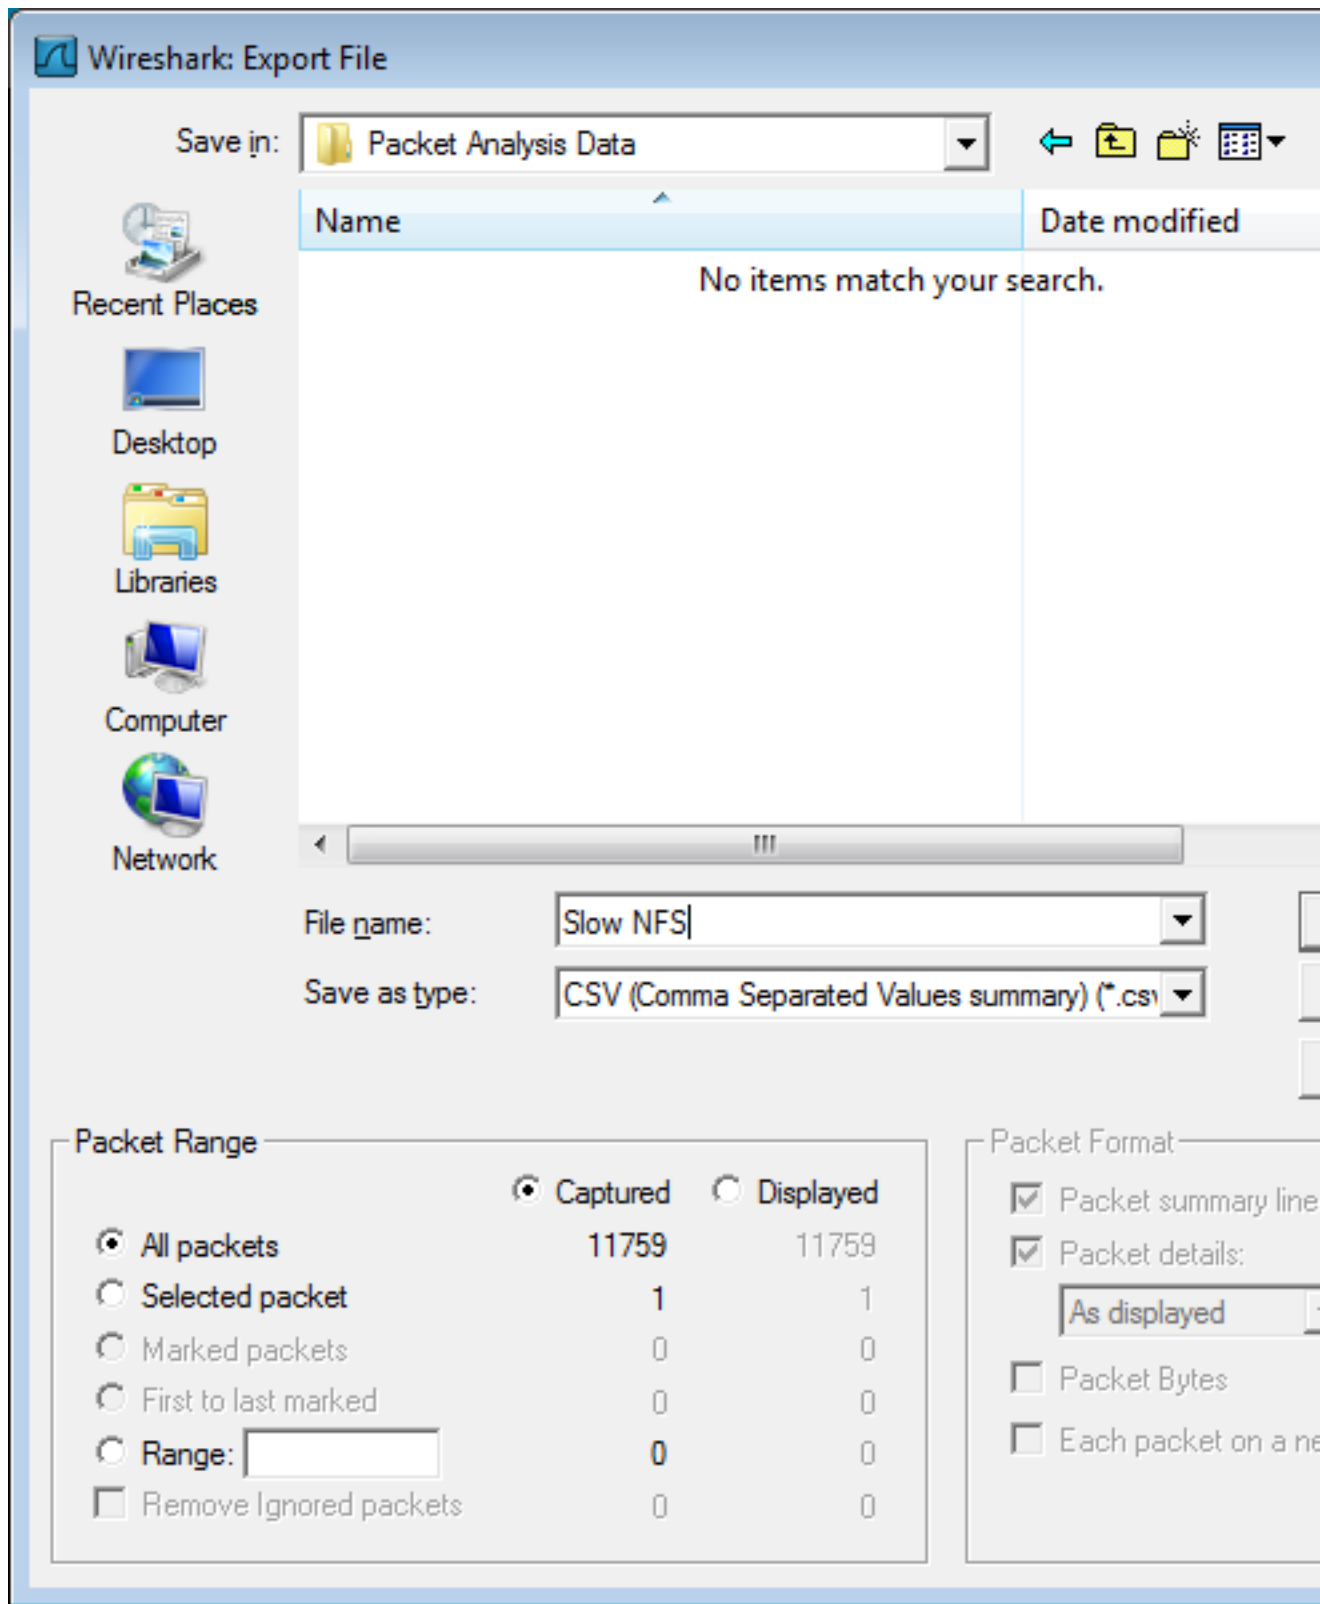 Wireshark: Export File
Save in: Packet Analysis Data
Name Date modified
No items match your search.
Recent Places
Desktop
Libraries
Computer
Network
File name: Slow NFS
Save as type: CSV (Comma Separated Values summary) (*.csv
Packet Range
Captured Displayed
All packets 11759 11759
Selected packet 1 1
Marked packets 0 0
First to last marked 0 0
Range: 0 0
Remove Ignored packets 0 0
Packet Format
Packet summary line
Packet details:
As displayed
Packet Bytes
Each packet on a ne